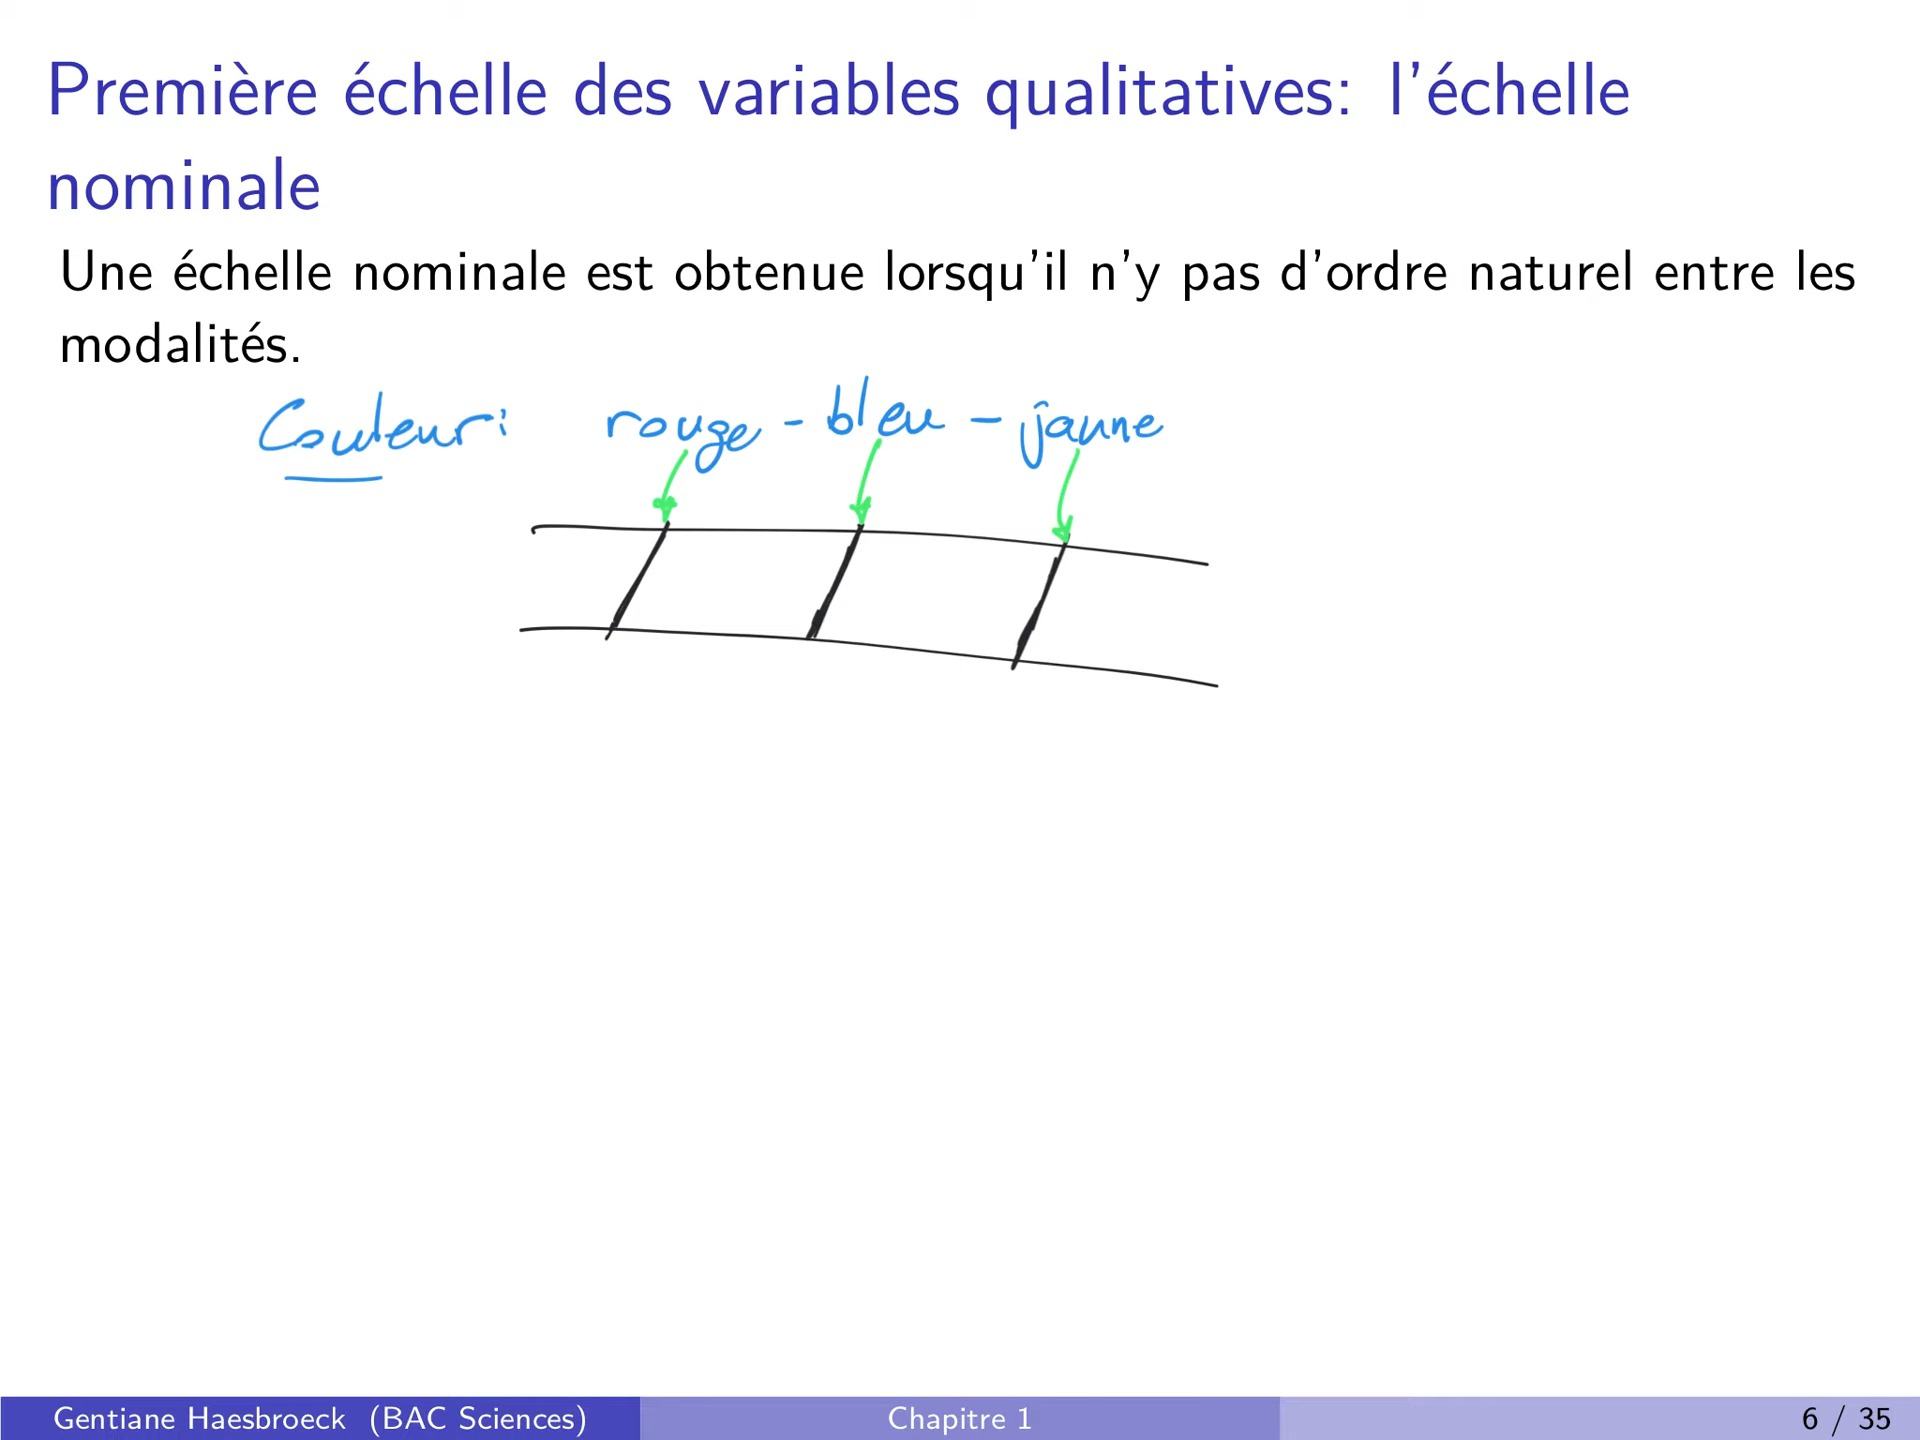 Première échelle des variables qualitatives: l'échelle
nominale
Une échelle nominale est obtenue lorsqu'il n'y pas d'ordre naturel entre les
modalités.
Couleur: rouge - bleu - jaune
Gentiane Haesbroeck (BAC Sciences) Chapitre 1 6 / 35